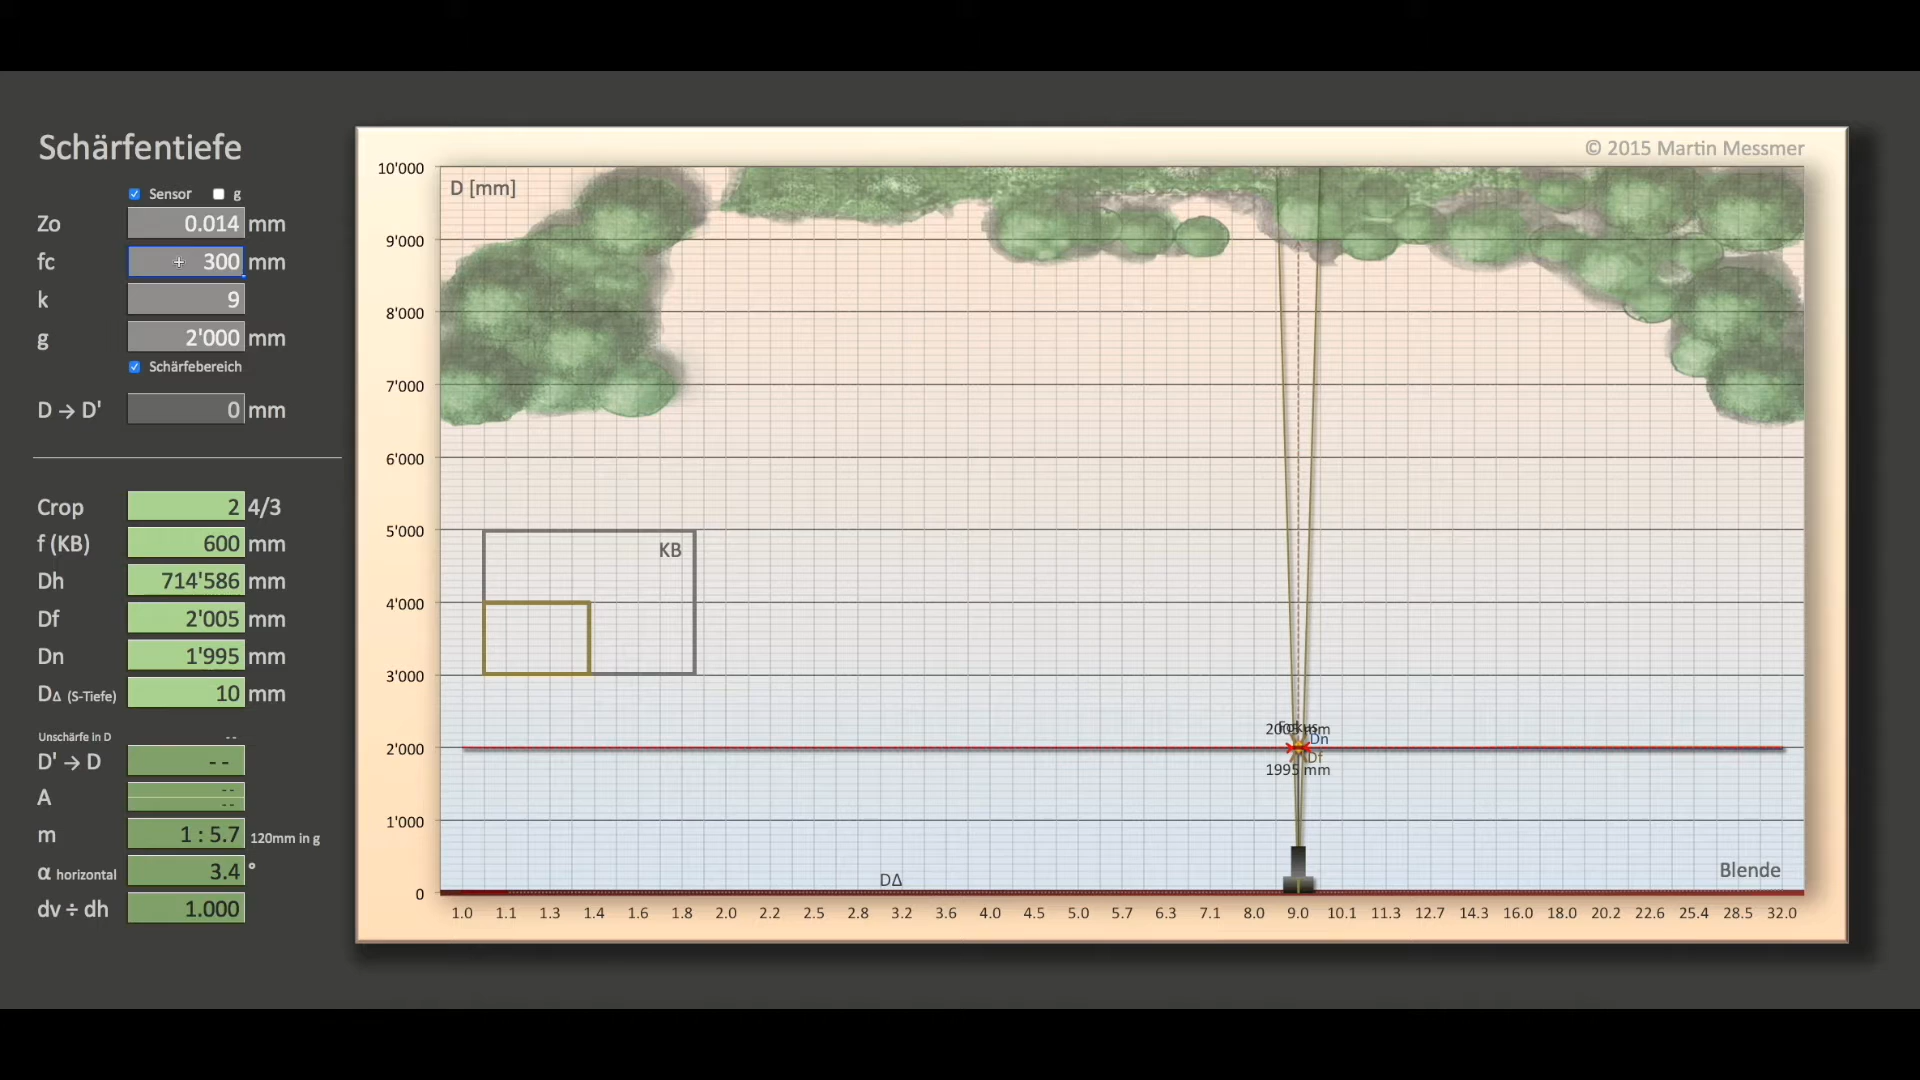 Schärfentiefe
Sensor g
Zo 0.014 mm
fc 300 mm
k 9
g 2'000 mm
Schärfebereich
D → D' 0 mm
Crop 2 4/3
f (KB) 600 mm
Dh 714'586 mm
Df 2'005 mm
Dn 1'995 mm
D∆ (S-Tiefe) 10 mm
Unschärfe in D --
D' → D --
A --
--
m 1 : 5.7 120mm in g
α horizontal 3.4 °
dv ÷ dh 1.000
© 2015 Martin Messmer
D [mm]
10'000
9'000
8'000
7'000
6'000
5'000
4'000
3'000
2'000
1'000
0
KB
Dn
Df
1995 mm
D∆
Blende
1.0 1.1 1.3 1.4 1.6 1.8 2.0 2.2 2.5 2.8 3.2 3.6 4.0 4.5 5.0 5.7 6.3 7.1 8.0 9.0 10.1 11.3 12.7 14.3 16.0 18.0 20.2 22.6 25.4 28.5 32.0